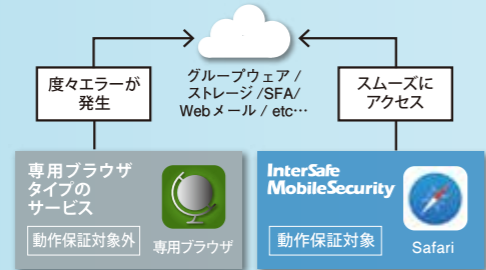 グループウェア /
ストレージ /SFA/
Webメール / etc…
度々エラーが
発生
スムーズに
アクセス
専用ブラウザ
タイプの
サービス
動作保証対象外
専用ブラウザ
InterSafe
MobileSecurity
動作保証対象
Safari